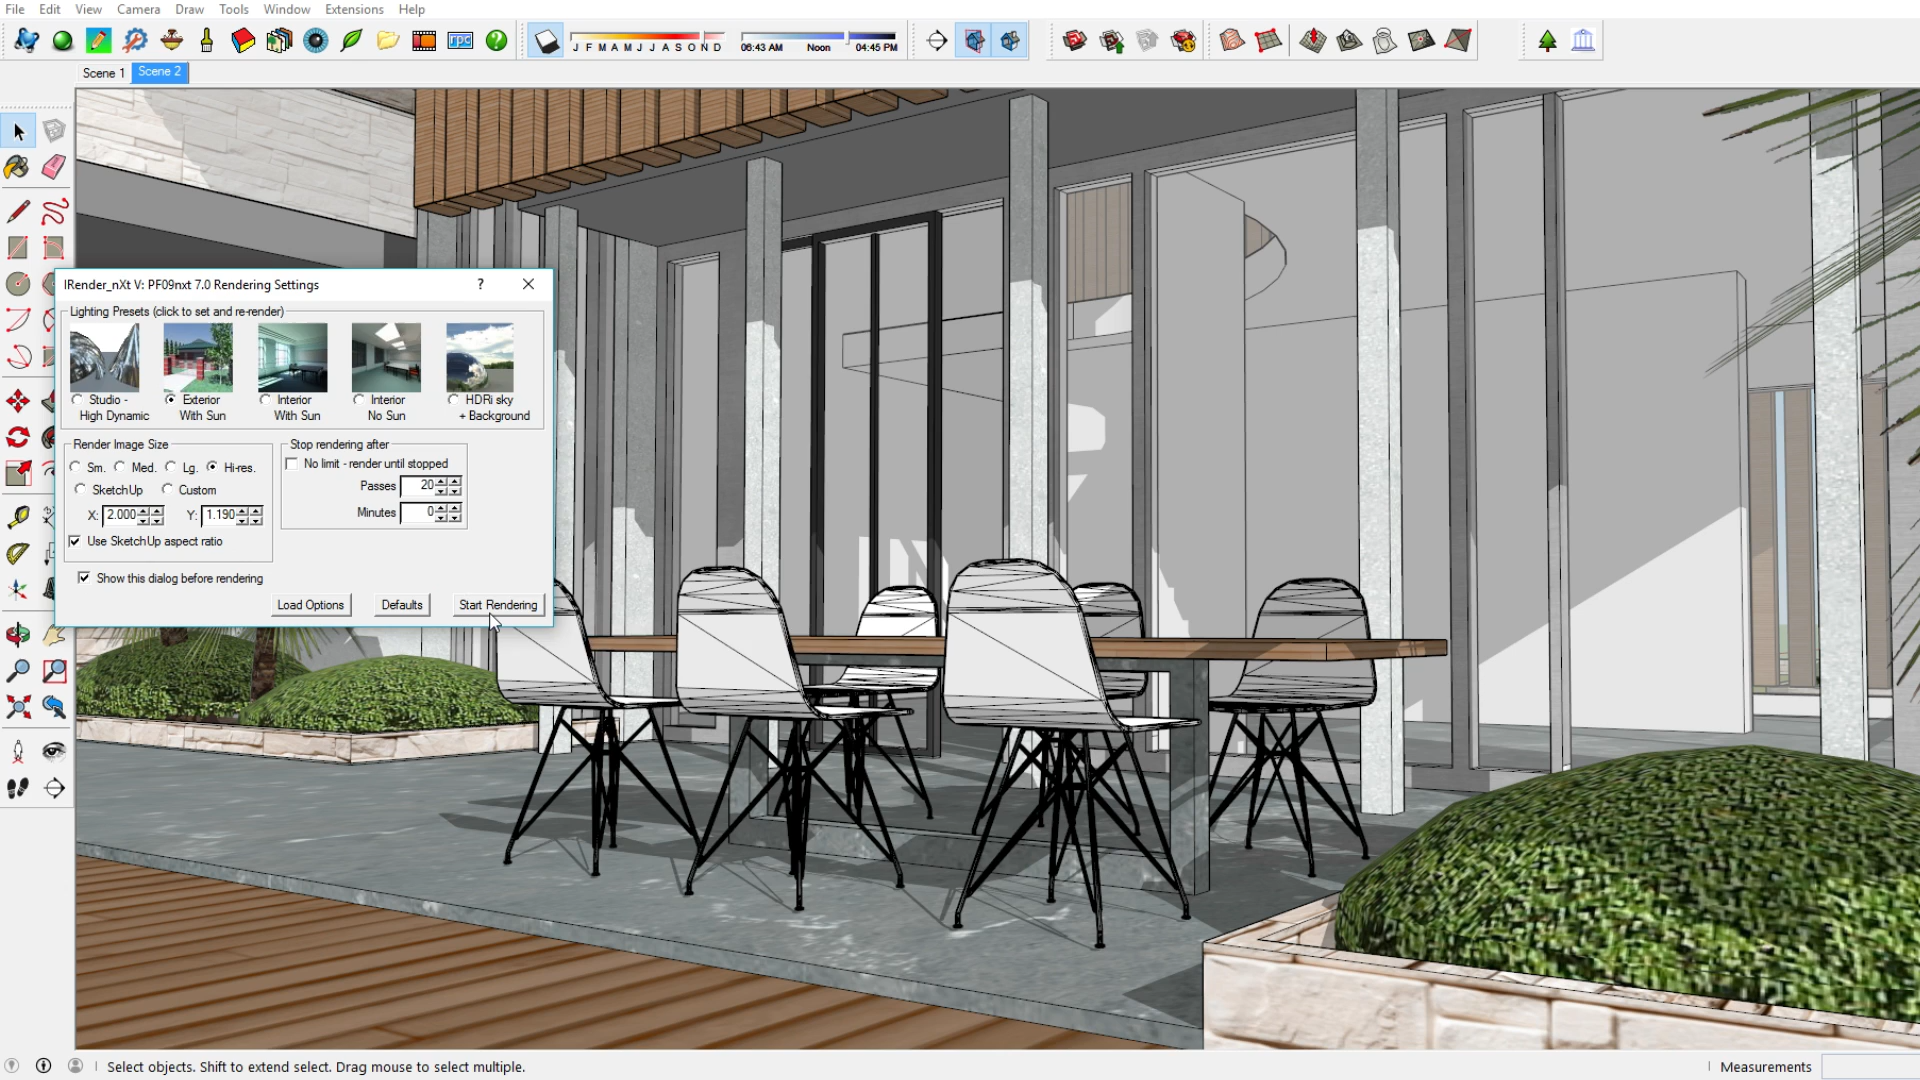 File Edit View Camera Draw Tools Window Extensions Help
J F M A M J J A S O N D
06:43 AM Noon 04:45 PM
rpc
Scene 1 Scene 2
IRender_nXt V: PF09nxt 7.0 Rendering Settings ?
Lighting Presets (click to set and re-render)
Studio - High Dynamic
Exterior With Sun
Interior With Sun
Interior No Sun
HDRi sky + Background
Render Image Size
Sm. Med. Lg. Hi-res.
SketchUp Custom
X: 2.000 Y: 1.190
Use SketchUp aspect ratio
Stop rendering after
No limit - render until stopped
Passes 20
Minutes 0
Show this dialog before rendering
Load Options Defaults Start Rendering
Select objects. Shift to extend select. Drag mouse to select multiple.
Measurements